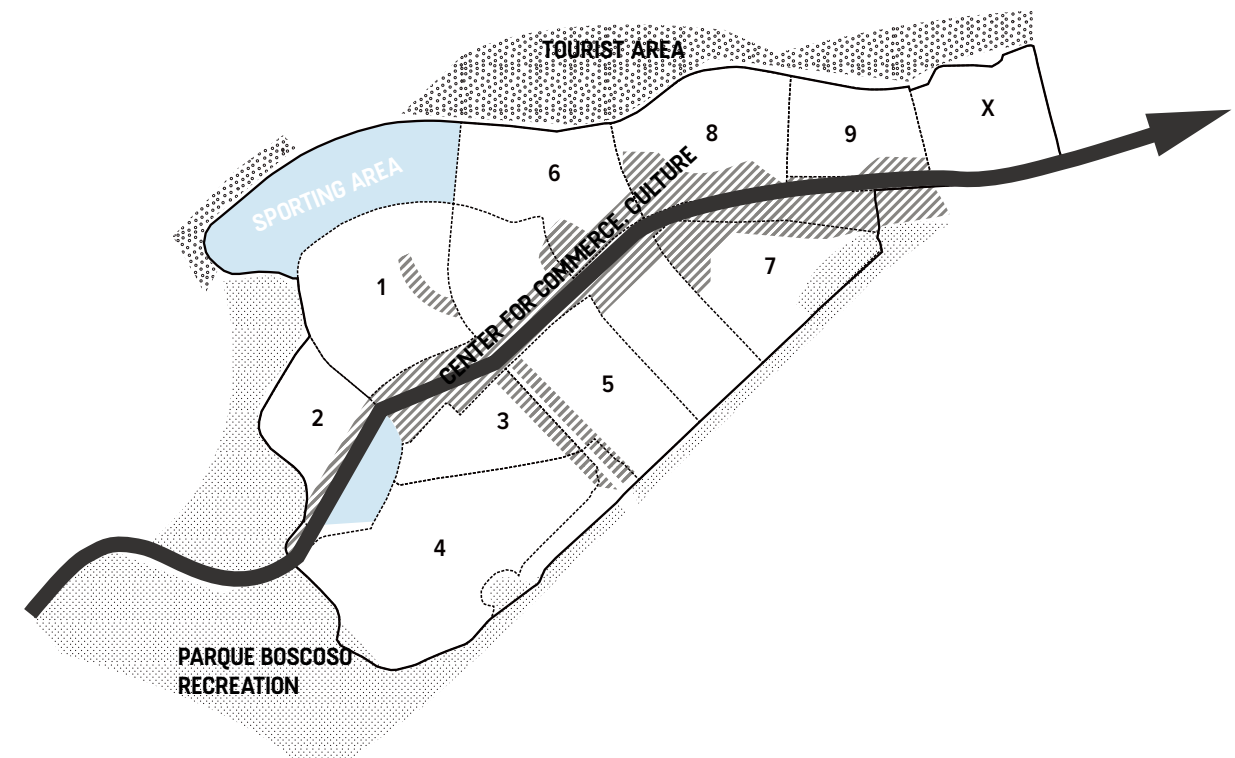 TOURIST AREA
X
8
9
6
SPORTING AREA
CENTER FOR COMMERCE. CULTURE
1
7
5
2
3
4
PARQUE BOSCOSO
RECREATION